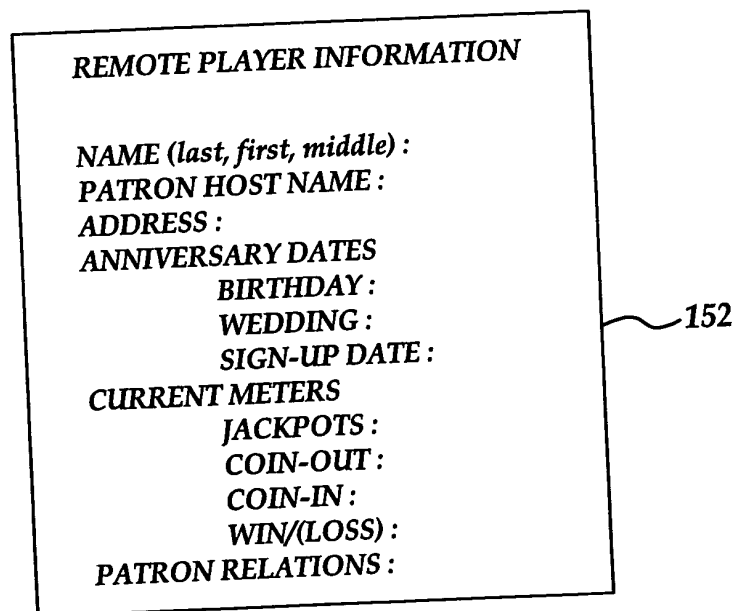 REMOTE PLAYER INFORMATION
NAME (last, first, middle) :
PATRON HOST NAME :
ADDRESS :
ANNIVERSARY DATES
BIRTHDAY :
WEDDING :
SIGN-UP DATE :
152
CURRENT METERS
JACKPOTS :
COIN-OUT :
COIN-IN :
WIN/(LOSS) :
PATRON RELATIONS :